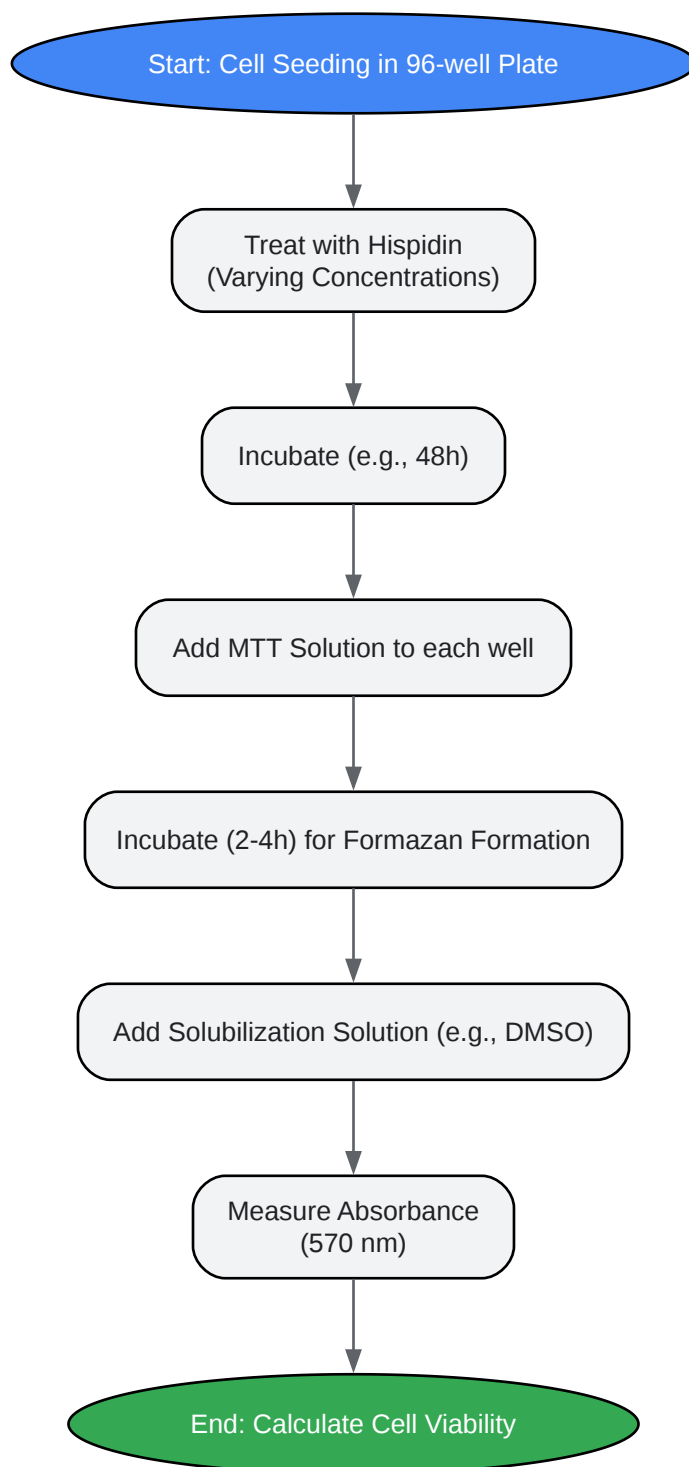 Start: Cell Seeding in 96-well Plate
Treat with Hispidin
(Varying Concentrations)
Incubate (e.g., 48h)
Add MTT Solution to each well
Incubate (2-4h) for Formazan Formation
Add Solubilization Solution (e.g., DMSO)
Measure Absorbance
(570 nm)
End: Calculate Cell Viability